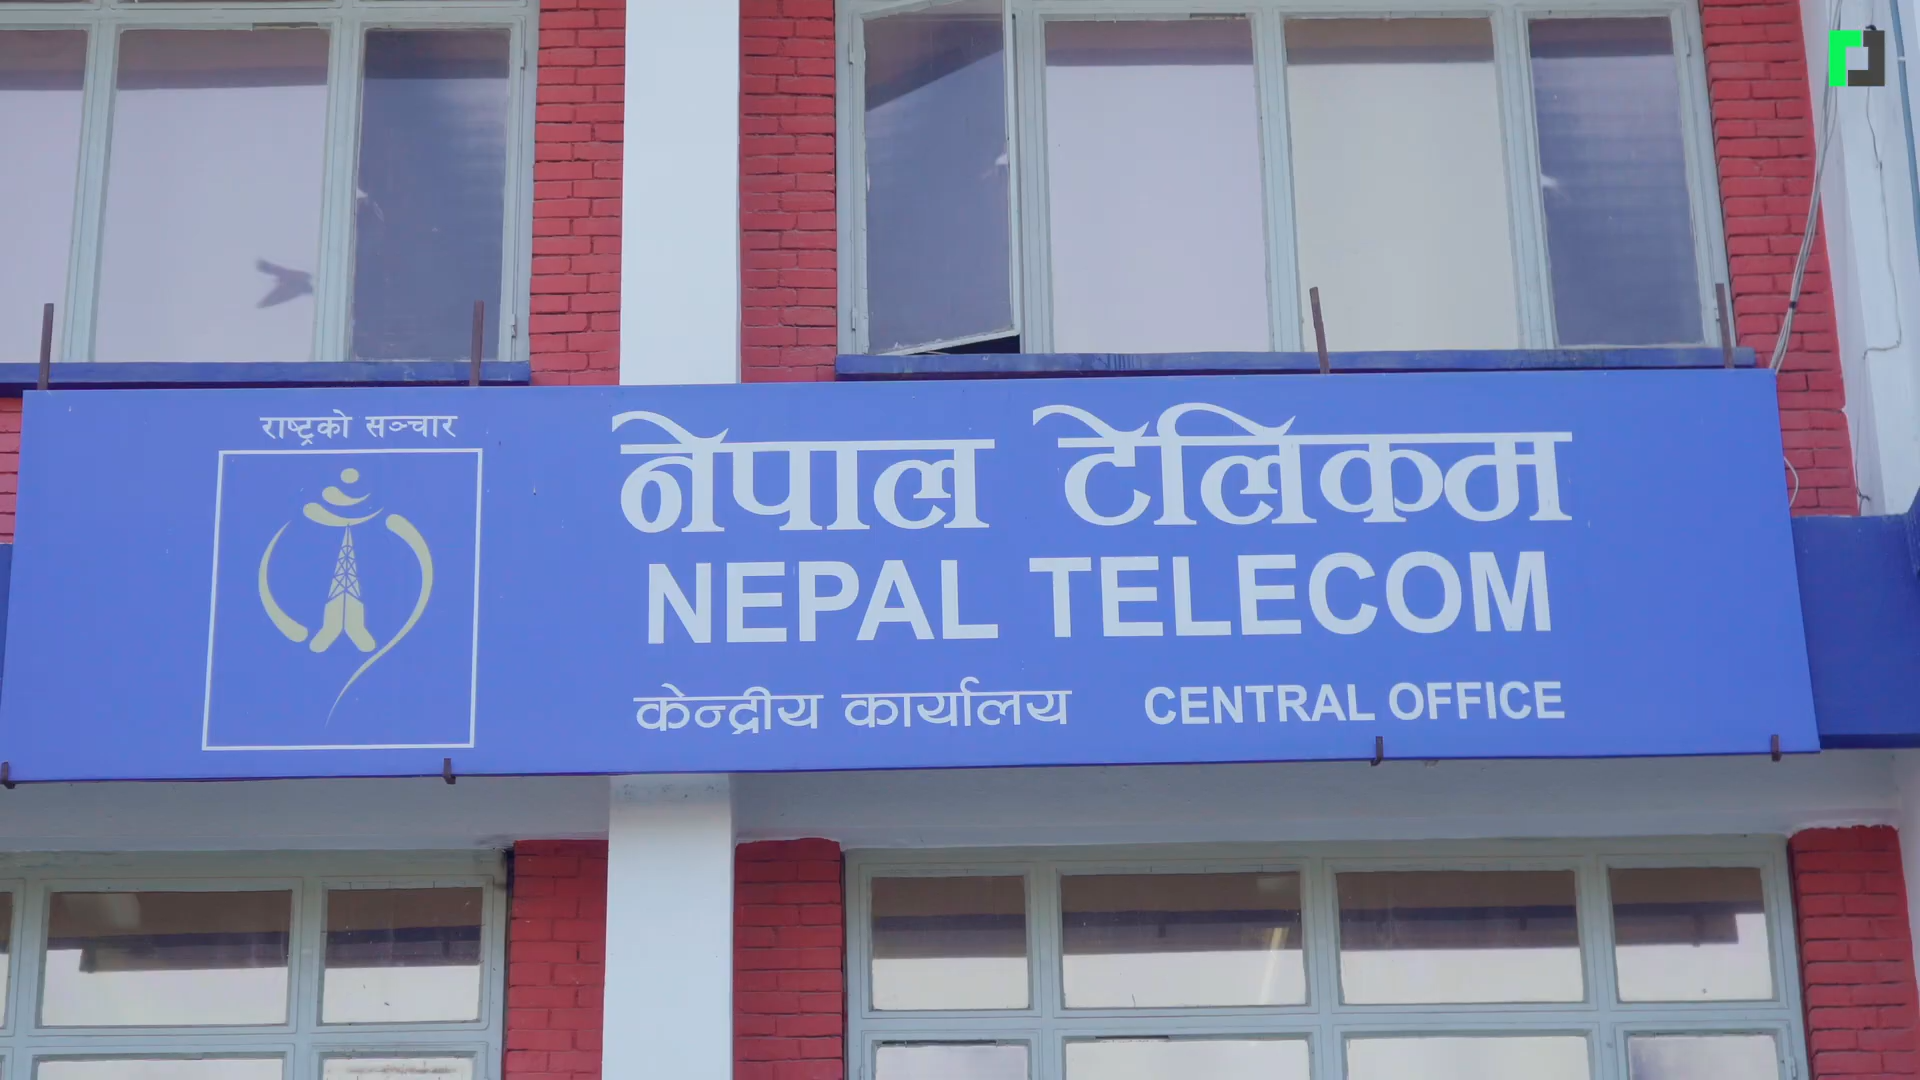 राष्ट्रको सञ्चार
नेपाल टेलिकम
NEPAL TELECOM
केन्द्रीय कार्यालय CENTRAL OFFICE